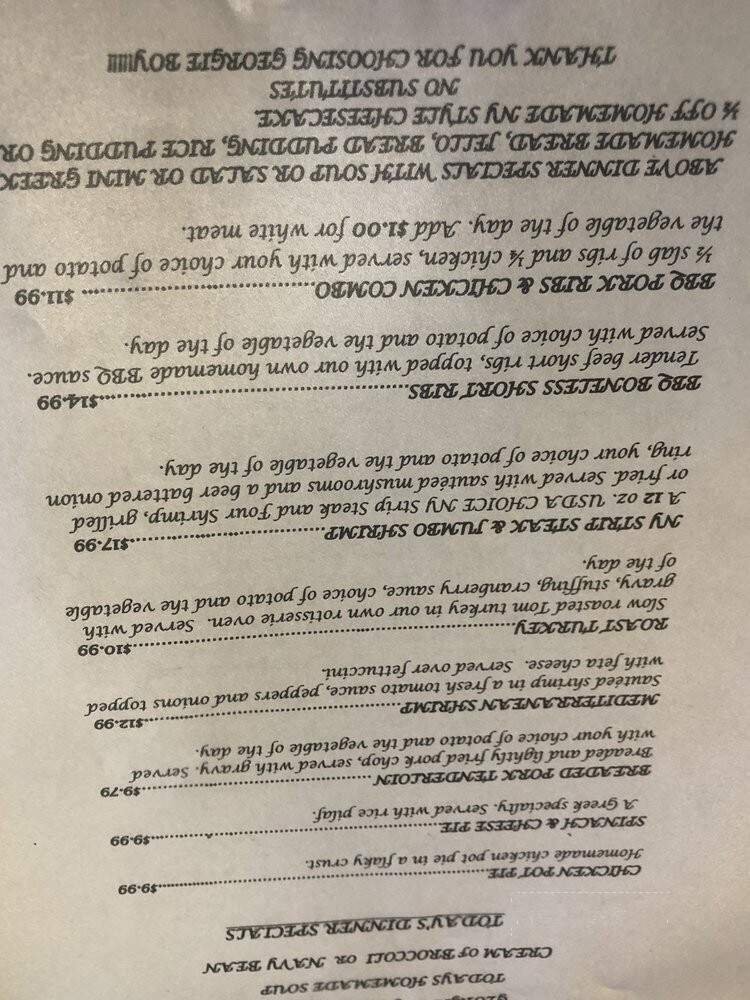 TODAYS HOMEMADE SOUP
CREAM OF BROCCOLI OR NAVY BEAN
TODAY'S DINNER SPECIALS
CHICKEN POT PIE...................................................$9.99
Homemade chicken pot pie in a flaky crust.
SPINACH & CHEESE PIE...................................................$9.99
A Greek specialty. Served with rice pilaf.
BREADED PORK TENDERLOIN...................................................$9.79
Breaded and lightly fried pork chop, served with gravy. Served
with your choice of potato and the vegetable of the day.
MEDITERRANEAN SHRIMP...................................................$12.99
Sautéed shrimp in a fresh tomato sauce, peppers and onions topped
with feta cheese. Served over fettuccini.
ROAST TURKEY...................................................$10.99
Slow roasted Tom turkey in our own rotisserie oven. Served with
gravy, stuffing, cranberry sauce, choice of potato and the vegetable
of the day.
NY STRIP STEAK & JUMBO SHRIMP...................................................$17.99
A 12 oz. USDA CHOICE NY Strip Steak and Four Shrimp, grilled
or fried. Served with sautéed mushrooms and a beer battered onion
ring, your choice of potato and the vegetable of the day.
BBQ BONELESS SHORT RIBS...................................................$14.99
Tender beef short ribs, topped with our own homemade BBQ sauce.
Served with choice of potato and the vegetable of the day.
BBQ PORK RIBS & CHICKEN COMBO................................................... $11.99
½ slab of ribs and ¼ chicken, served with your choice of potato and
the vegetable of the day. Add $1.00 for white meat.
ABOVE DINNER SPECIALS WITH SOUP OR SALAD OR MINI GREEK
HOMEMADE BREAD, JELLO, BREAD PUDDING, RICE PUDDING OR
½ OFF HOMEMADE NY STYLE CHEESECAKE.
NO SUBSTITUTES
THANK YOU FOR CHOOSING GEORGIE BOY!!!!!